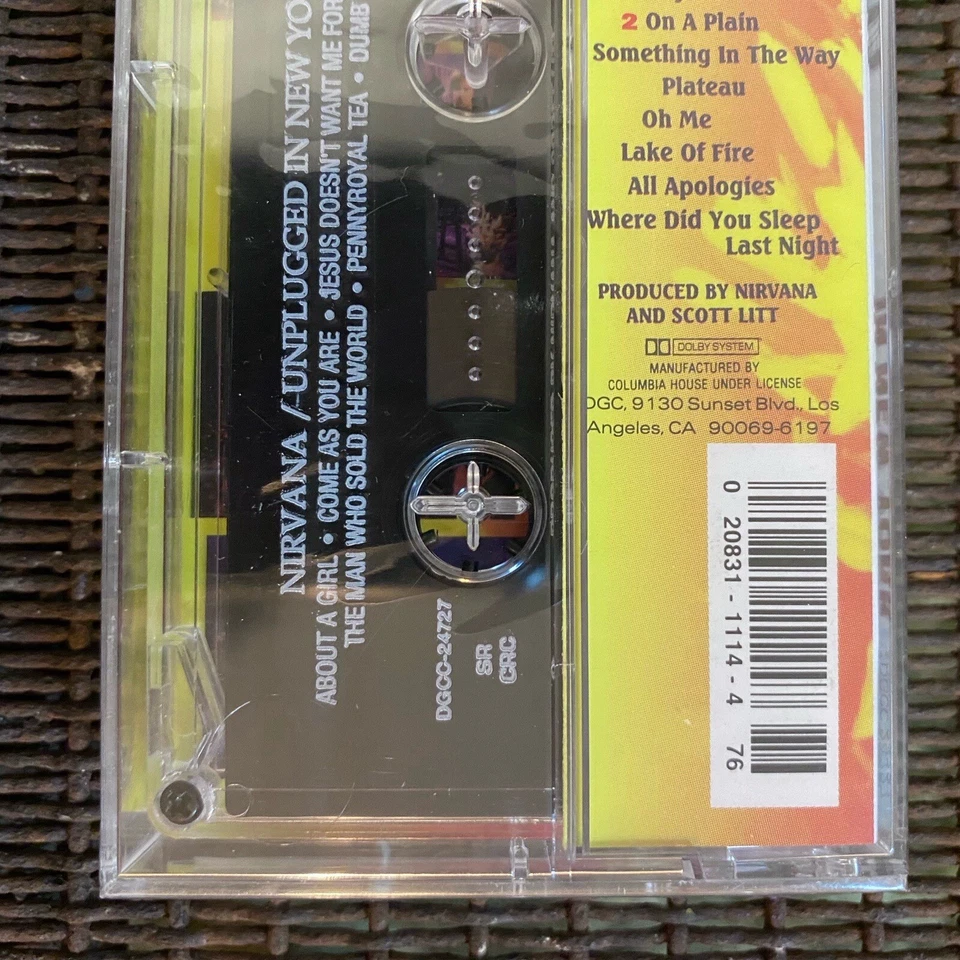 NIRVANA /-UNPLUGGED IN NEW YO
ABOUT A GIRL • COME AS YOU ARE • JESUS DOESN'T WANT ME FOR
THE MAN WHO SOLD THE WORLD • PENNYROYAL TEA • DUMB
DGCC-24727
SR
CRC
2 On A Plain
Something In The Way
Plateau
Oh Me
Lake Of Fire
All Apologies
Where Did You Sleep
Last Night
PRODUCED BY NIRVANA
AND SCOTT LITT
DOLBY SYSTEM
MANUFACTURED BY
COLUMBIA HOUSE UNDER LICENSE
DGC, 9130 Sunset Blvd., Los
Angeles, CA 90069-6197
0 20831 - 1114 - 4 76